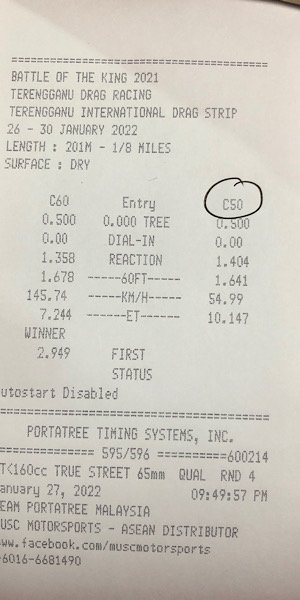 ===========================================
BATTLE OF THE KING 2021
TERENGGANU DRAG RACING
TERENGGANU INTERNATIONAL DRAG STRIP
26 - 30 JANUARY 2022
LENGTH : 201M - 1/8 MILES
SURFACE : DRY
C60 Entry C50
0.500 0.000 TREE 0.500
0.00 DIAL-IN 0.00
1.358 REACTION 1.404
1.678 -----60FT----- 1.641
145.74 -----KM/H----- 54.99
7.244 ------ET------ 10.147
WINNER
2.949 FIRST
STATUS
utostart Disabled
===========================================
PORTATREE TIMING SYSTEMS, INC.
=============== 595/596 ==========600214
T<160cc TRUE STREET 65mm QUAL RND 4
anuary 27, 2022 09:49:57 PM
EAM PORTATREE MALAYSIA
USC MOTORSPORTS - ASEAN DISTRIBUTOR
ww.facebook.com/muscmotorsports
6016-6681490